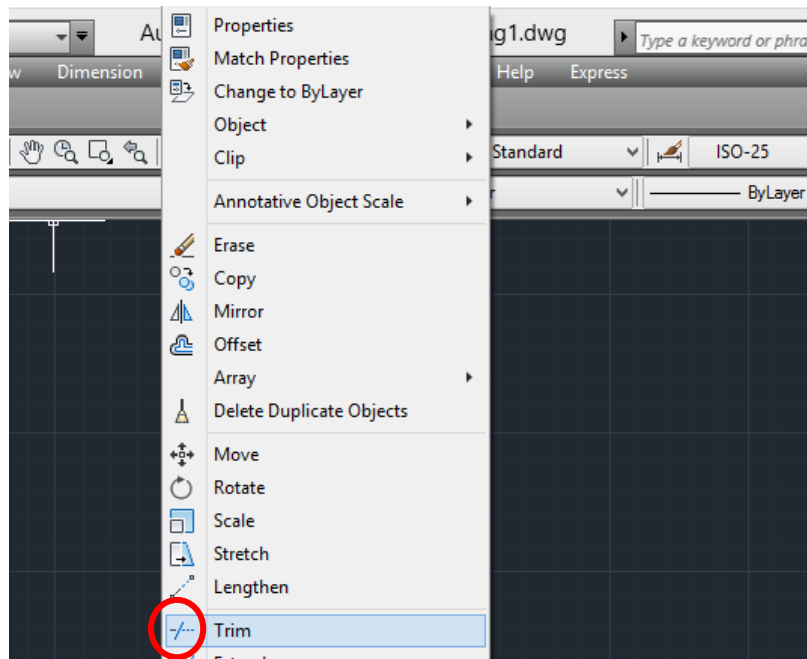 Au
g1.dwg
Type a keyword or phra
w Dimension
Help Express
Standard
ISO-25
r
ByLayer
Properties
Match Properties
Change to ByLayer
Object
Clip
Annotative Object Scale
Erase
Copy
Mirror
Offset
Array
Delete Duplicate Objects
Move
Rotate
Scale
Stretch
Lengthen
Trim